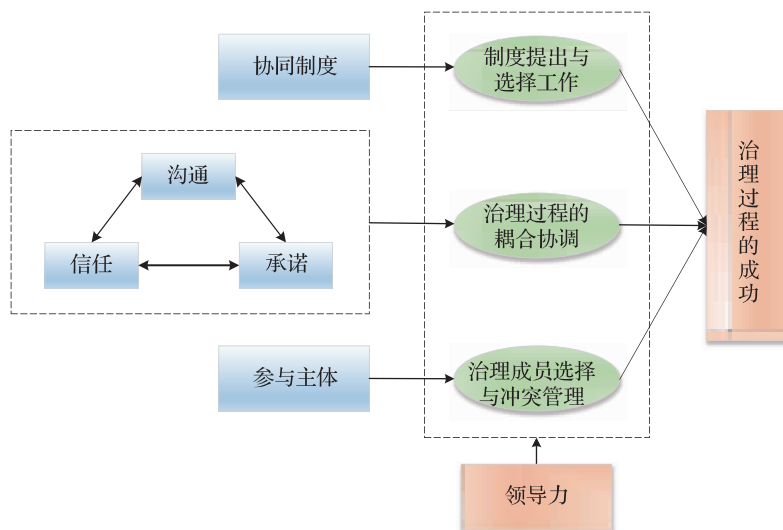 协同制度
制度提出与
选择工作
沟通
信任
承诺
治理过程的
耦合协调
治理过程的成功
参与主体
治理成员选择
与冲突管理
领导力